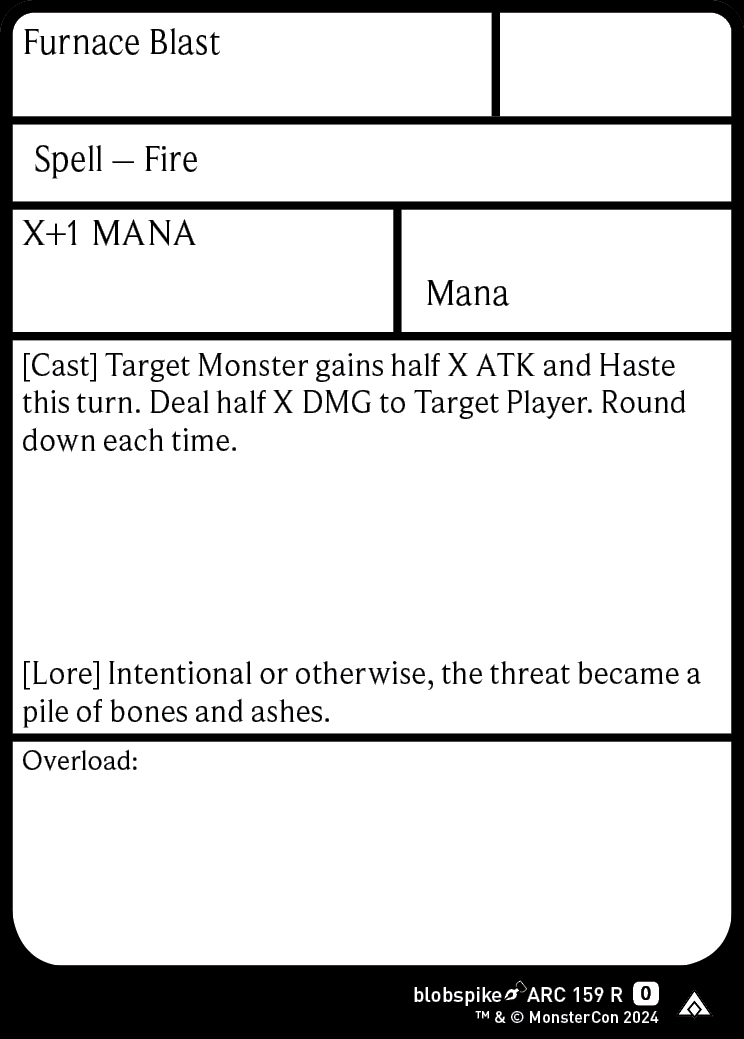 Furnace Blast
Spell – Fire
X+1 MANA
Mana
[Cast] Target Monster gains half X ATK and Haste
this turn. Deal half X DMG to Target Player. Round
down each time.
[Lore] Intentional or otherwise, the threat became a
pile of bones and ashes.
Overload:
blobspike ARC 159 R 0
™ & © MonsterCon 2024